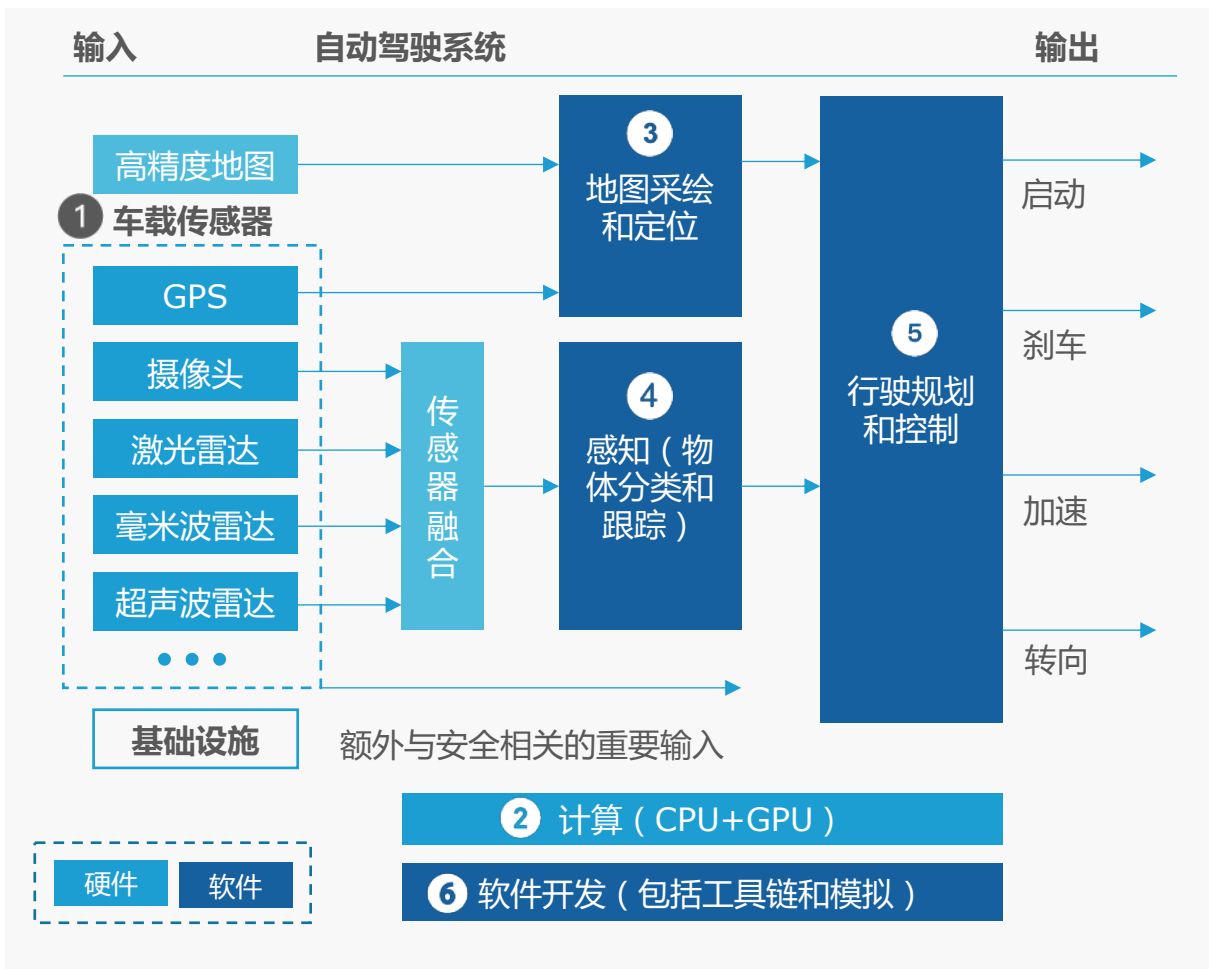 输入
自动驾驶系统
输出
高精度地图
1 车载传感器
GPS
摄像头
激光雷达
毫米波雷达
超声波雷达
•••
基础设施
传
感
器
融
合
3
地图采绘
和定位
4
感知（物
体分类和
跟踪）
5
行驶规划
和控制
启动
刹车
加速
转向
额外与安全相关的重要输入
2 计算（CPU+GPU）
6 软件开发（包括工具链和模拟）
硬件
软件